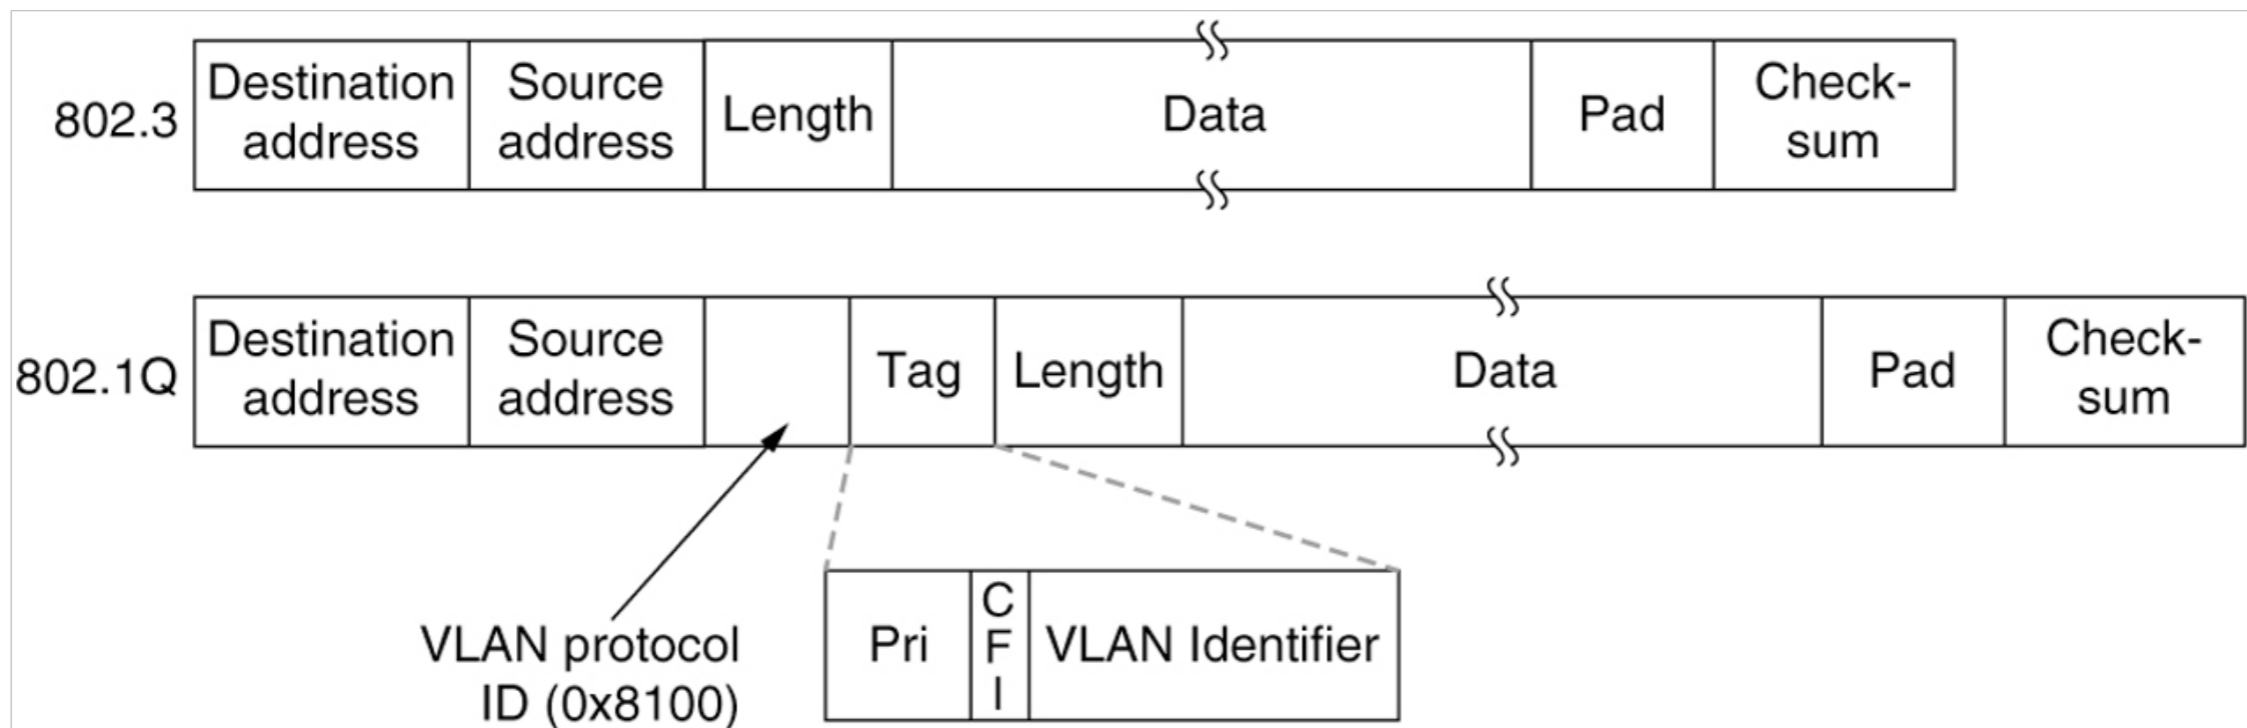 802.3
Destination
address
Source
address
Length
Data
Pad
Check-
sum
802.1Q
Destination
address
Source
address
Tag
Length
Data
Pad
Check-
sum
VLAN protocol
ID (0x8100)
Pri
C
F
I
VLAN Identifier